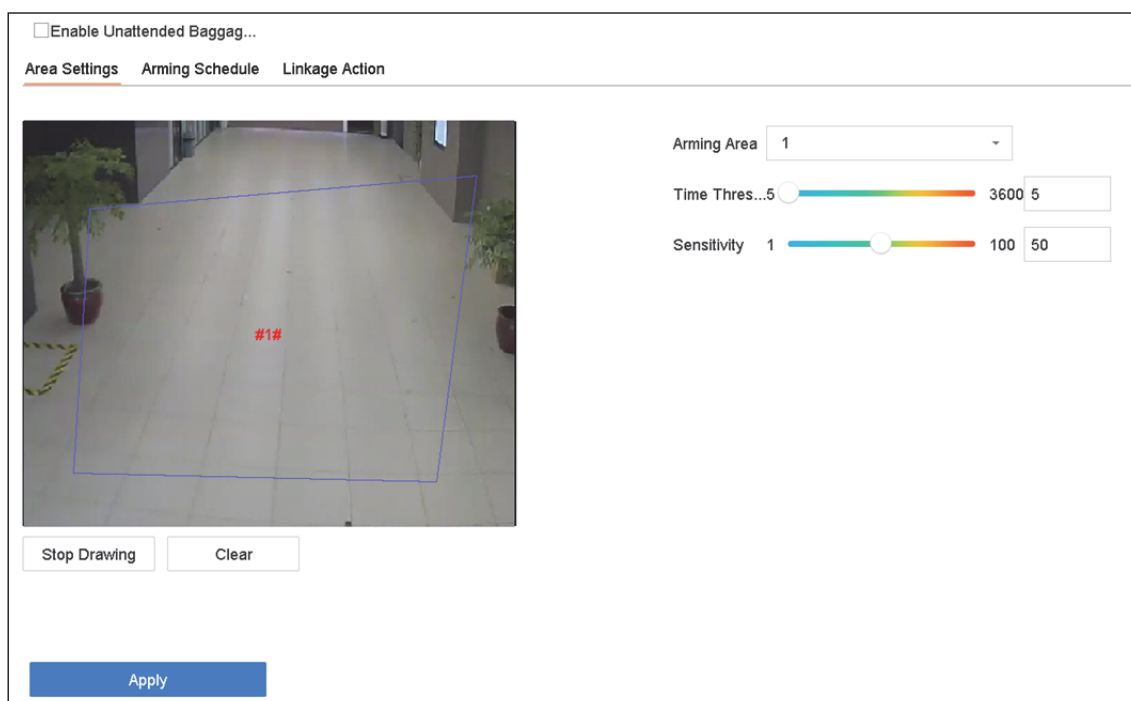 Enable Unattended Baggag...
Area Settings Arming Schedule Linkage Action
Arming Area 1
Time Thres...5 3600 5
Sensitivity 1 100 50
#1#
Stop Drawing Clear
Apply